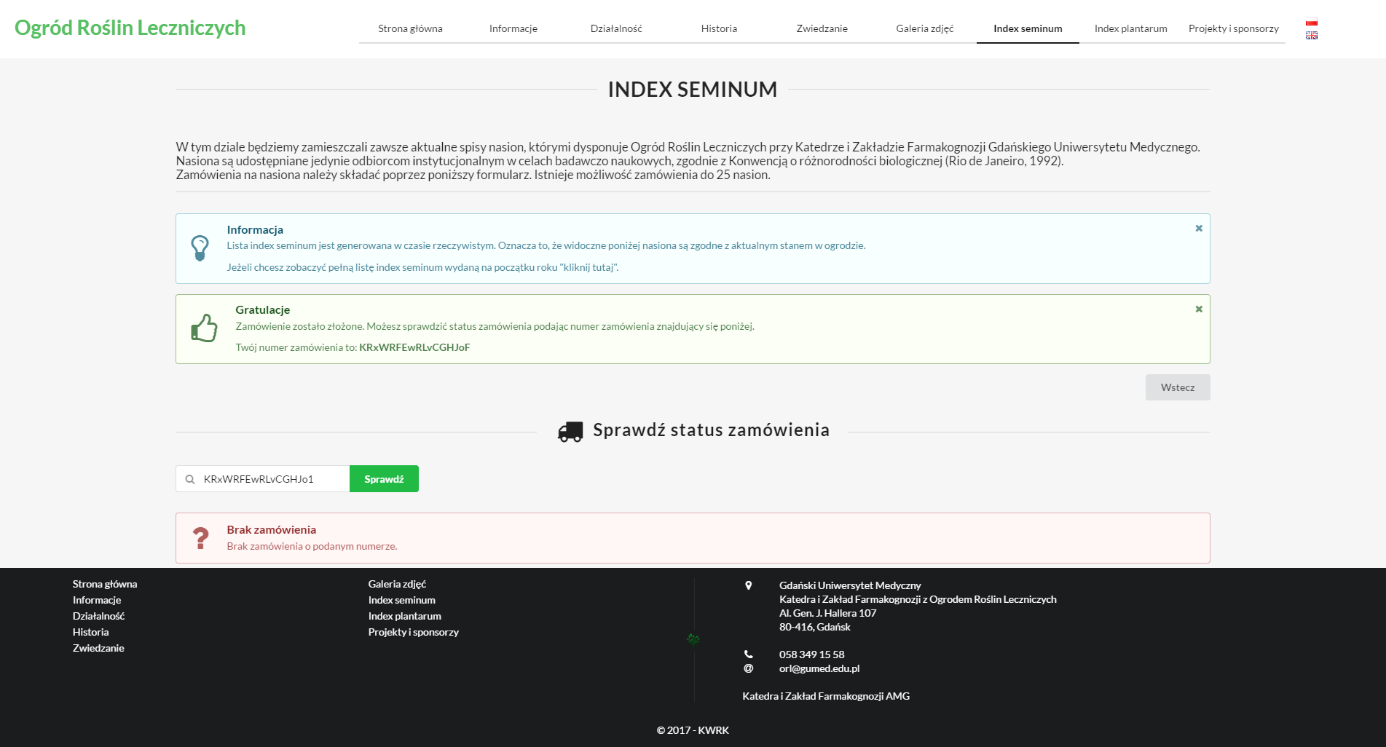 Ogród Roślin Leczniczych
Strona główna
Informacje
Działalność
Historia
Zwiedzanie
Galeria zdjęć
Index seminum
Index plantarum
Projekty i sponsorzy
INDEX SEMINUM
W tym dziale będziemy zamieszczali zawsze aktualne spisy nasion, którymi dysponuje Ogród Roślin Leczniczych przy Katedrze i Zakładzie Farmakognozji Gdańskiego Uniwersytetu Medycznego.
Nasiona są udostępniane jedynie odbiorcom instytucjonalnym w celach badawczo naukowych, zgodnie z Konwencją o różnorodności biologicznej (Rio de Janeiro, 1992).
Zamówienia na nasiona należy składać poprzez poniższy formularz. Istnieje możliwość zamówienia do 25 nasion.
Informacja
Lista index seminum jest generowana w czasie rzeczywistym. Oznacza to, że widoczne poniżej nasiona są zgodne z aktualnym stanem w ogrodzie.
Jeżeli chcesz zobaczyć pełną listę index seminum wydaną na początku roku "kliknij tutaj".
Gratulacje
Zamówienie zostało złożone. Możesz sprawdzić status zamówienia podając numer zamówienia znajdujący się poniżej.
Twój numer zamówienia to: KRxWRFEwRLvCGHJoF
Wstecz
Sprawdź status zamówienia
KRxWRFEwRLvCGHJo1
Sprawdź
Brak zamówienia
Brak zamówienia o podanym numerze.
Strona główna
Informacje
Działalność
Historia
Zwiedzanie
Galeria zdjęć
Index seminum
Index plantarum
Projekty i sponsorzy
Gdański Uniwersytet Medyczny
Katedra i Zakład Farmakognozji z Ogrodem Roślin Leczniczych
Al. Gen. J. Hallera 107
80-416, Gdańsk
058 349 15 58
orl@gumed.edu.pl
Katedra i Zakład Farmakognozji AMG
© 2017 - KWRK